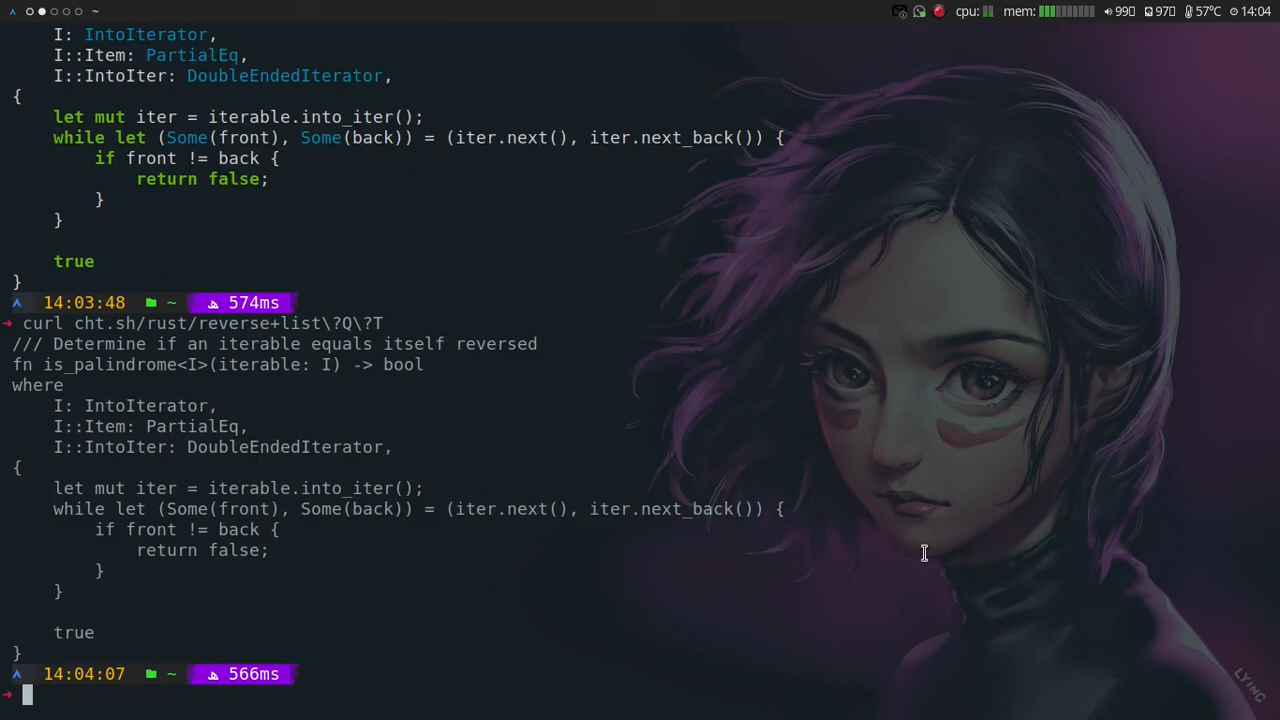 ~ cpu: mem: 99 97 57°C 14:04
I: IntoIterator,
I::Item: PartialEq,
I::IntoIter: DoubleEndedIterator,
{
let mut iter = iterable.into_iter();
while let (Some(front), Some(back)) = (iter.next(), iter.next_back()) {
if front != back {
return false;
}
}
true
}
14:03:48 ~ 574ms
curl cht.sh/rust/reverse+list\?Q\?T
/// Determine if an iterable equals itself reversed
fn is_palindrome<I>(iterable: I) -> bool
where
I: IntoIterator,
I::Item: PartialEq,
I::IntoIter: DoubleEndedIterator,
{
let mut iter = iterable.into_iter();
while let (Some(front), Some(back)) = (iter.next(), iter.next_back()) {
if front != back {
return false;
}
}
true
}
14:04:07 ~ 566ms
LYING